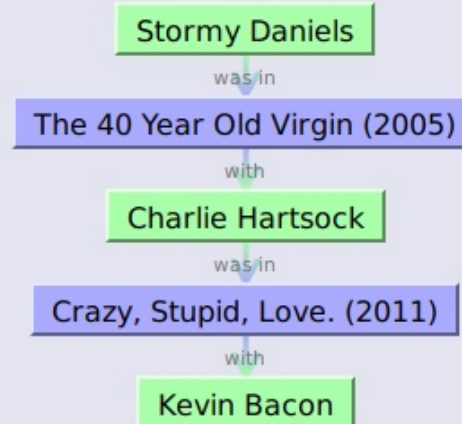 Stormy Daniels
was in
The 40 Year Old Virgin (2005)
with
Charlie Hartsock
was in
Crazy, Stupid, Love. (2011)
with
Kevin Bacon